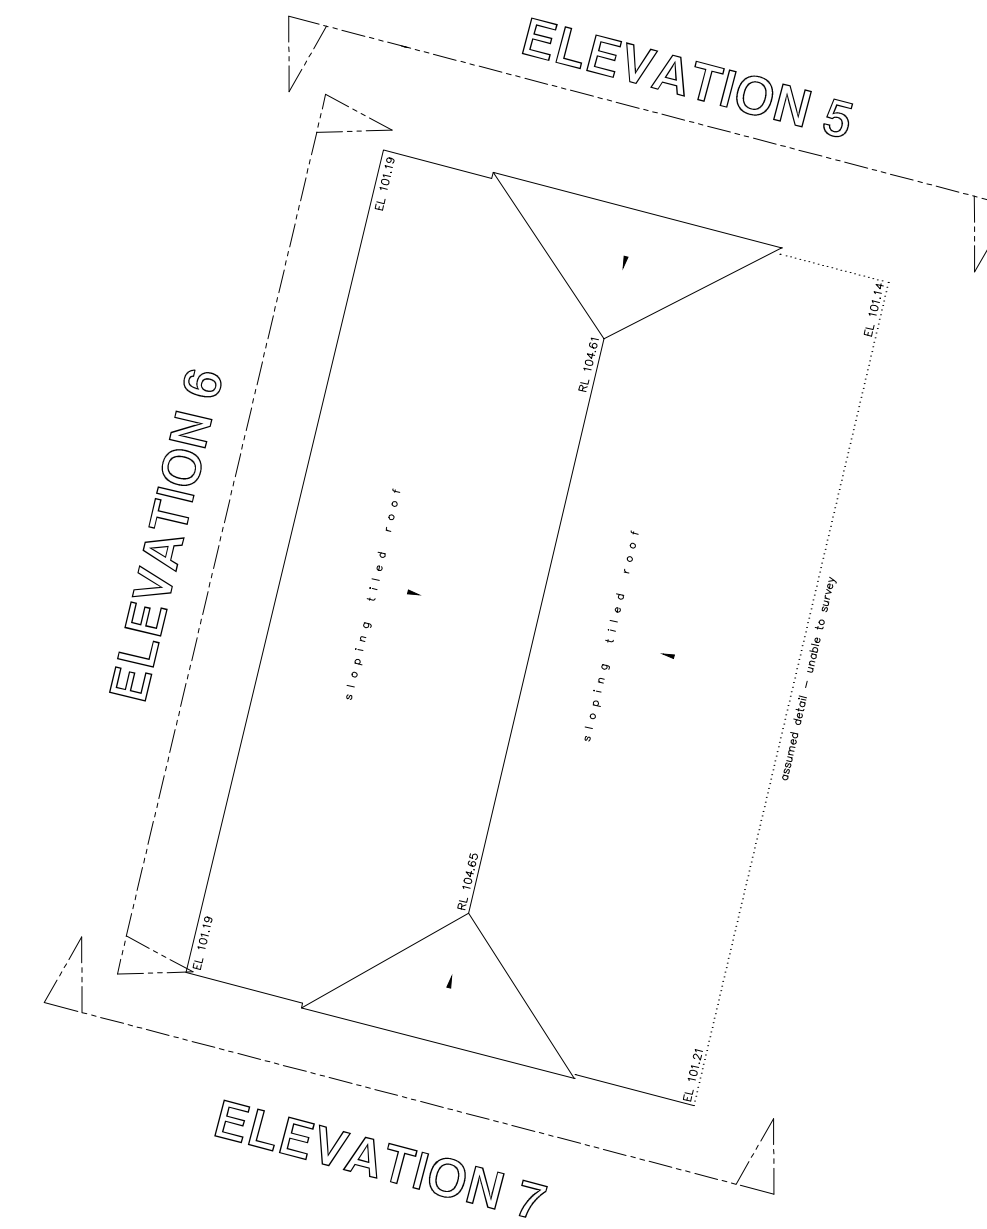 ELEVATION 5
EL 101.19
EL 101.14
RL 104.61
ELEVATION 6
sloping tiled roof
sloping tiled roof
assumed detail – unable to survey
RL 104.65
EL 101.19
EL 101.21
ELEVATION 7